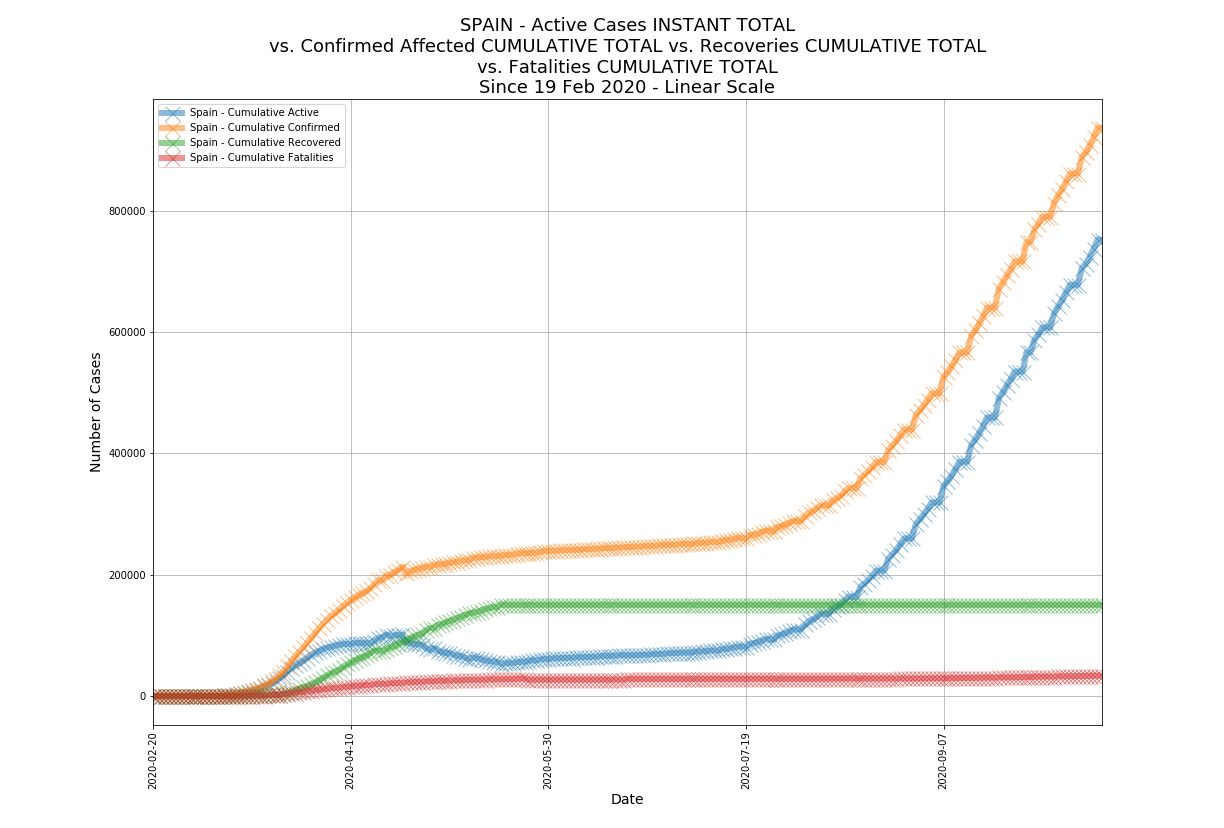 SPAIN - Active Cases INSTANT TOTAL
vs. Confirmed Affected CUMULATIVE TOTAL vs. Recoveries CUMULATIVE TOTAL
vs. Fatalities CUMULATIVE TOTAL
Since 19 Feb 2020 - Linear Scale
Spain - Cumulative Active
Spain - Cumulative Confirmed
Spain - Cumulative Recovered
Spain - Cumulative Fatalities
Number of Cases
800000
600000
400000
200000
0
2020-02-20
2020-04-10
2020-05-30
2020-07-19
2020-09-07
Date